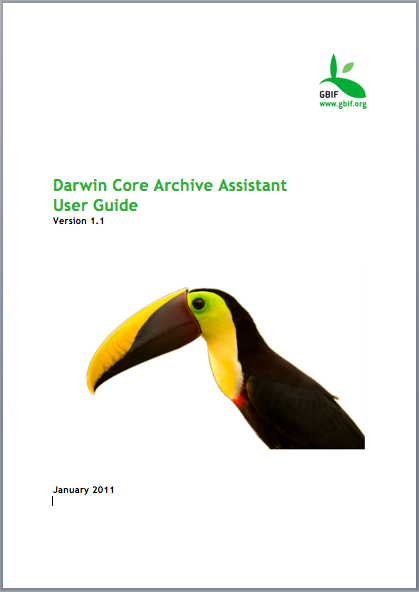 GBIF
www.gbif.org
Darwin Core Archive Assistant
User Guide
Version 1.1
January 2011